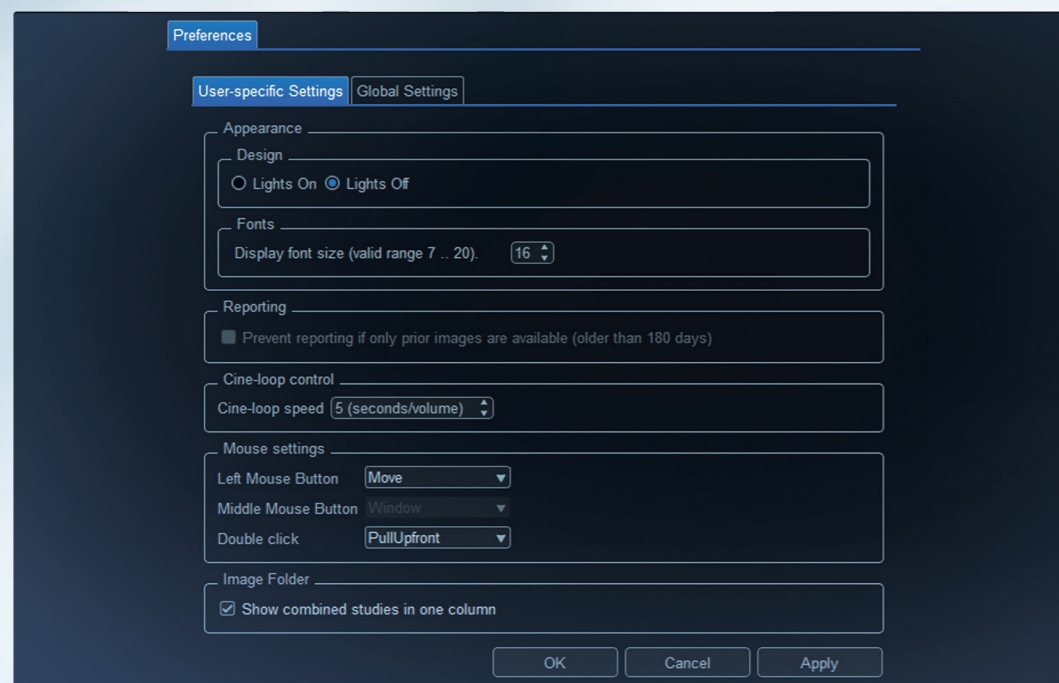 Preferences
User-specific Settings Global Settings
Appearance
Design
Lights On Lights Off
Fonts
Display font size (valid range 7 .. 20). 16
Reporting
Prevent reporting if only prior images are available (older than 180 days)
Cine-loop control
Cine-loop speed 5 (seconds/volume)
Mouse settings
Left Mouse Button Move
Middle Mouse Button Window
Double click PullUpfront
Image Folder
Show combined studies in one column
OK Cancel Apply